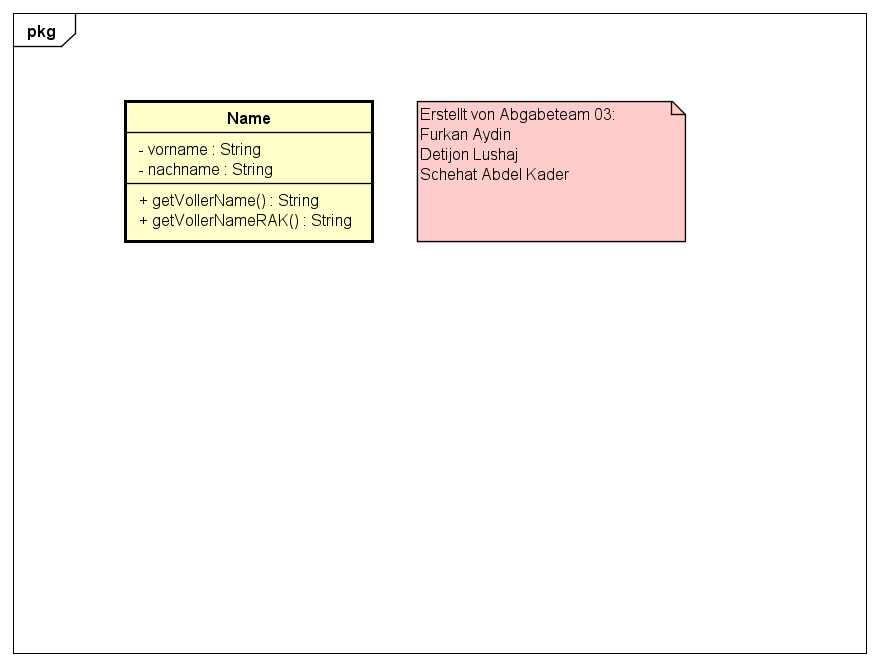 pkg
Name
- vorname : String
- nachname : String
+ getVollerName() : String
+ getVollerNameRAK() : String
Erstellt von Abgabeteam 03:
Furkan Aydin
Detijon Lushaj
Schehat Abdel Kader